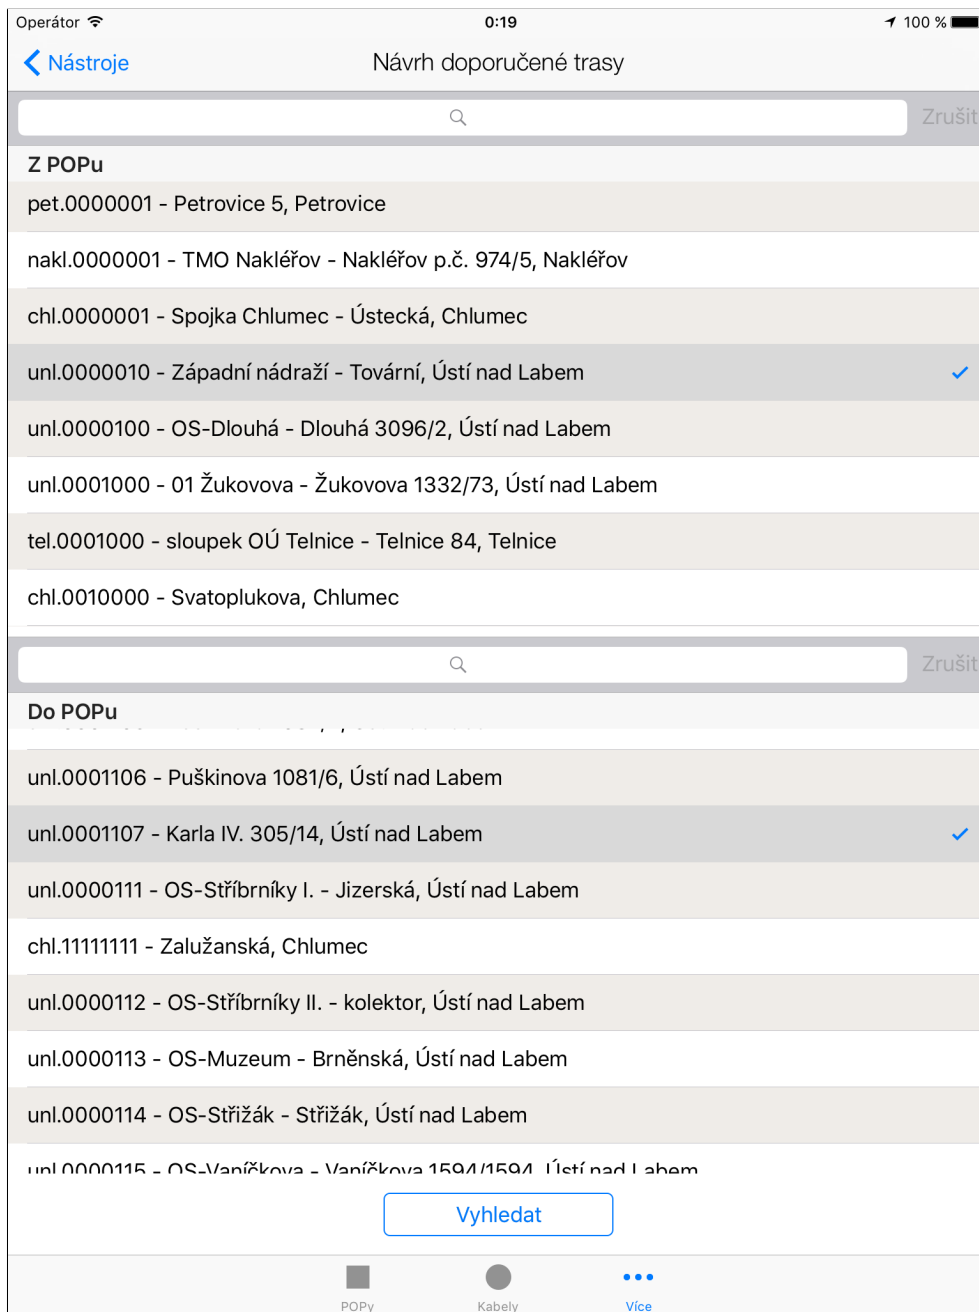 Operátor 0:19 100 %
Nástroje Návrh doporučené trasy
Zrušit
Z POPu
pet.0000001 - Petrovice 5, Petrovice
nakl.0000001 - TMO Nakléřov - Nakléřov p.č. 974/5, Nakléřov
chl.0000001 - Spojka Chlumec - Ústecká, Chlumec
unl.0000010 - Západní nádraží - Tovární, Ústí nad Labem
unl.0000100 - OS-Dlouhá - Dlouhá 3096/2, Ústí nad Labem
unl.0001000 - 01 Žukovova - Žukovova 1332/73, Ústí nad Labem
tel.0001000 - sloupek OÚ Telnice - Telnice 84, Telnice
chl.0010000 - Svatoplukova, Chlumec
Zrušit
Do POPu
unl.0001106 - Puškinova 1081/6, Ústí nad Labem
unl.0001107 - Karla IV. 305/14, Ústí nad Labem
unl.0000111 - OS-Stříbrníky I. - Jizerská, Ústí nad Labem
chl.11111111 - Zalužanská, Chlumec
unl.0000112 - OS-Stříbrníky II. - kolektor, Ústí nad Labem
unl.0000113 - OS-Muzeum - Brněnská, Ústí nad Labem
unl.0000114 - OS-Střižák - Střižák, Ústí nad Labem
unl.0000115 - OS-Vaníčkova - Vaníčkova 1594/1594, Ústí nad Labem
Vyhledat
POPy Kabely Více